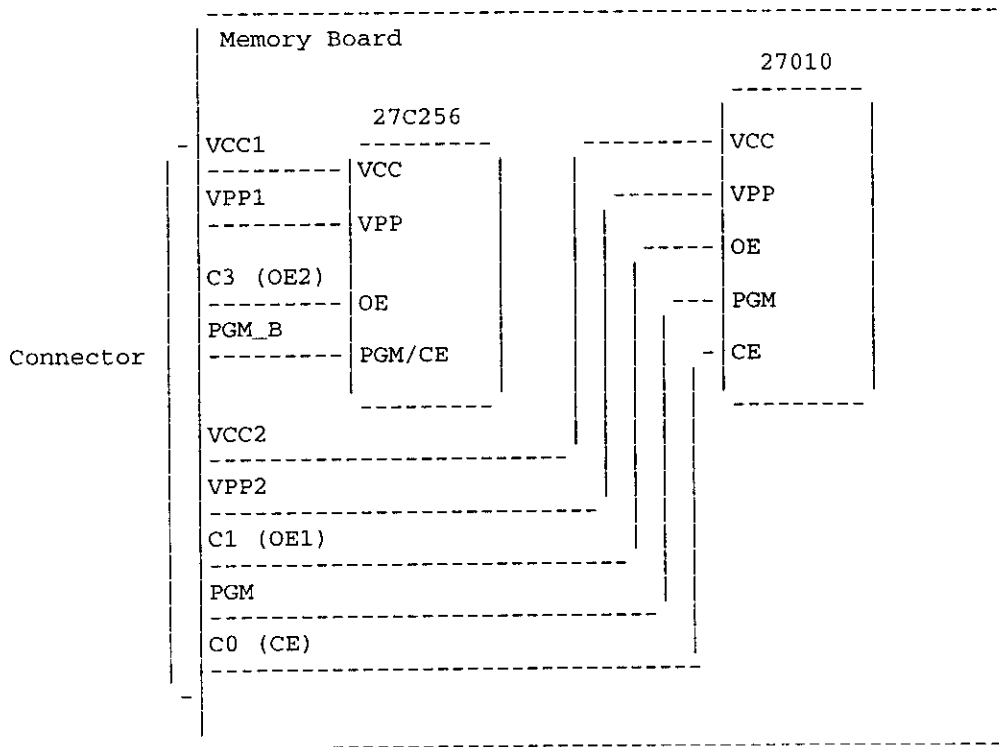 Memory Board
27010
27C256
VCC1
VCC
VCC
VPP1
VPP
VPP
OE
C3 (OE2)
OE
PGM
PGM_B
Connector
PGM/CE
CE
VCC2
VPP2
C1 (OE1)
PGM
C0 (CE)